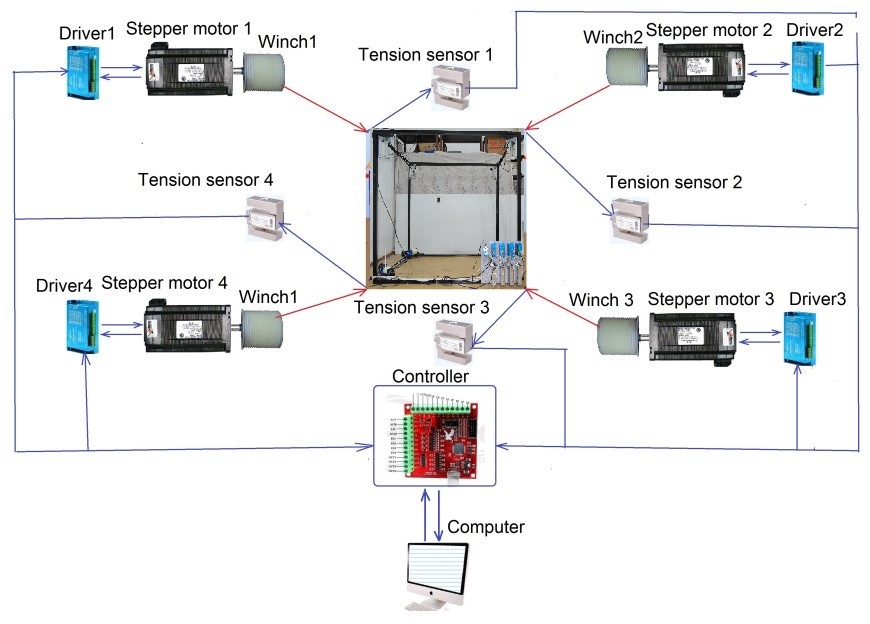 Driver1
Stepper motor 1
Winch1
Tension sensor 1
Winch2
Stepper motor 2
Driver2
Tension sensor 4
Tension sensor 2
Driver4
Stepper motor 4
Winch1
Tension sensor 3
Winch 3
Stepper motor 3
Driver3
Controller
Computer